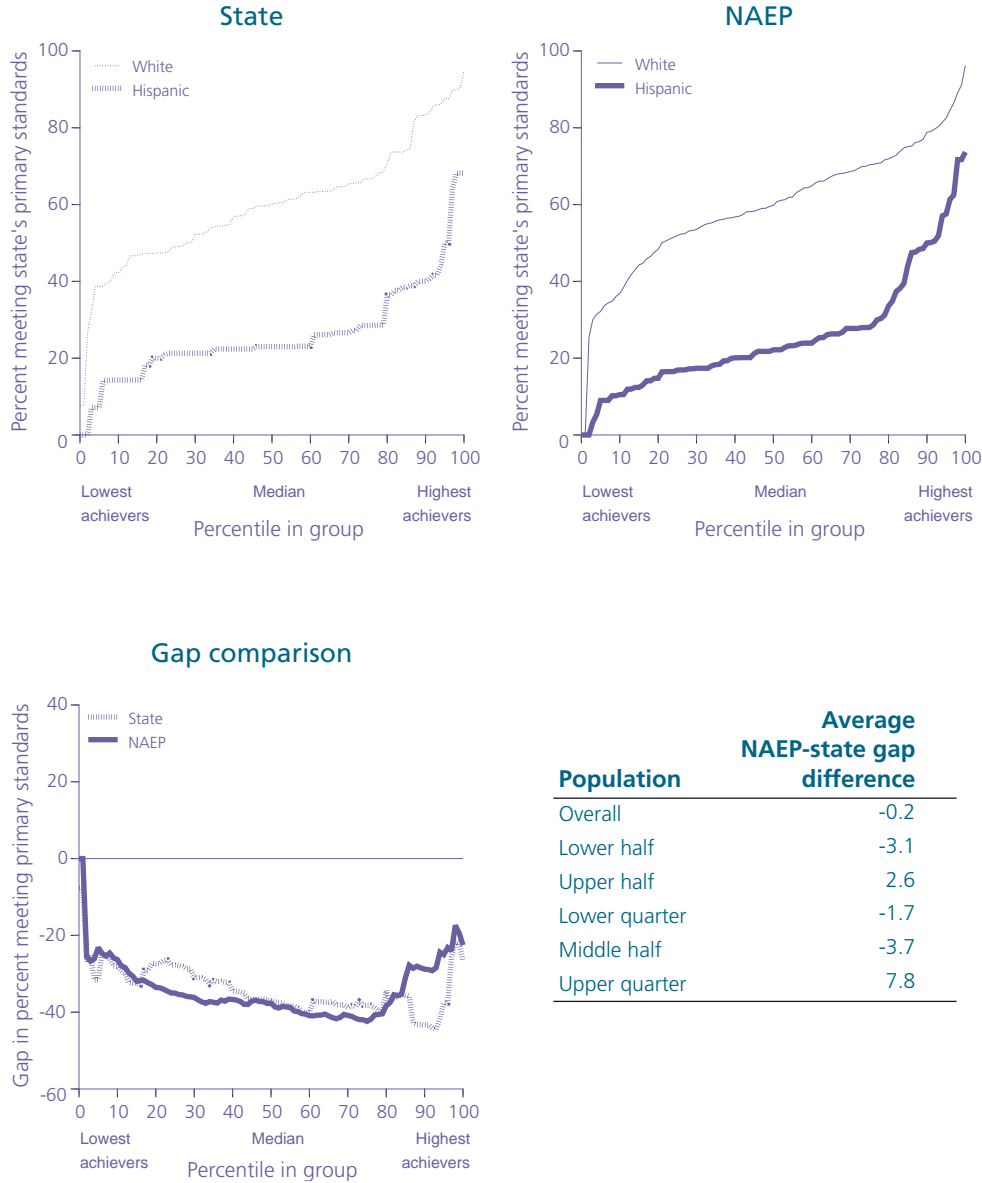 State
Percent meeting state's primary standards
100
80
60
40
20
0
White
Hispanic
0 10 20 30 40 50 60 70 80 90 100
Lowest achievers
Median
Highest achievers
Percentile in group
NAEP
Percent meeting state's primary standards
100
80
60
40
20
0
White
Hispanic
0 10 20 30 40 50 60 70 80 90 100
Lowest achievers
Median
Highest achievers
Percentile in group
Gap comparison
Gap in percent meeting primary standards
40
20
0
-20
-40
-60
State
NAEP
0 10 20 30 40 50 60 70 80 90 100
Lowest achievers
Median
Highest achievers
Percentile in group
Population Average NAEP-state gap difference
Overall -0.2
Lower half -3.1
Upper half 2.6
Lower quarter -1.7
Middle half -3.7
Upper quarter 7.8